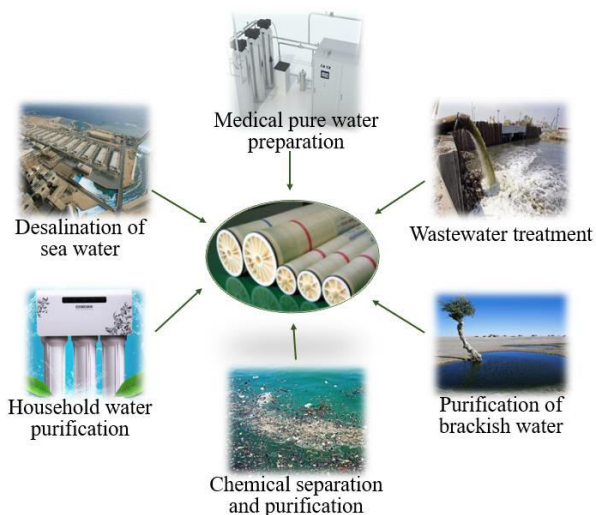 Medical pure water
preparation
Desalination of
sea water
Wastewater treatment
Household water
purification
Purification of
brackish water
Chemical separation
and purification